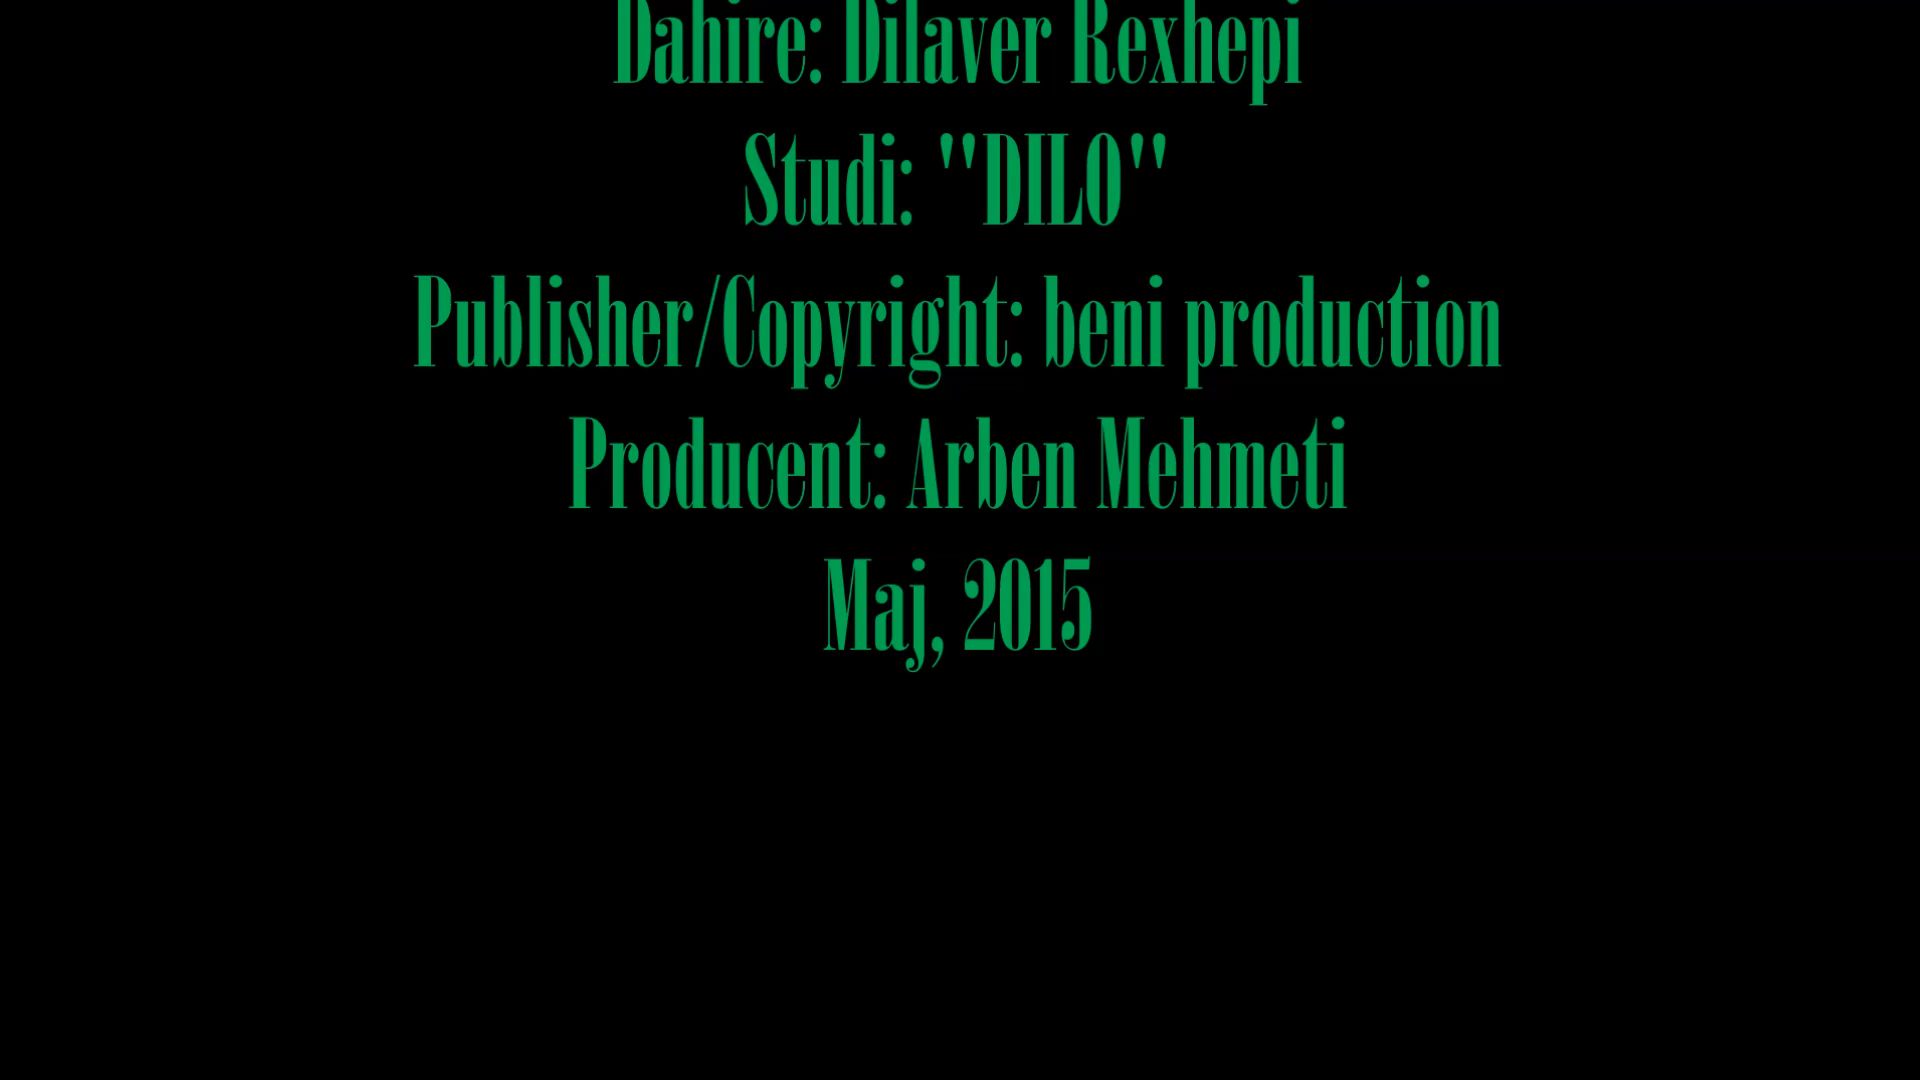 Dahire: Dilaver Rexhepi
Studi: "DILO"
Publisher/Copyright: beni production
Producent: Arben Mehmeti
Maj, 2015